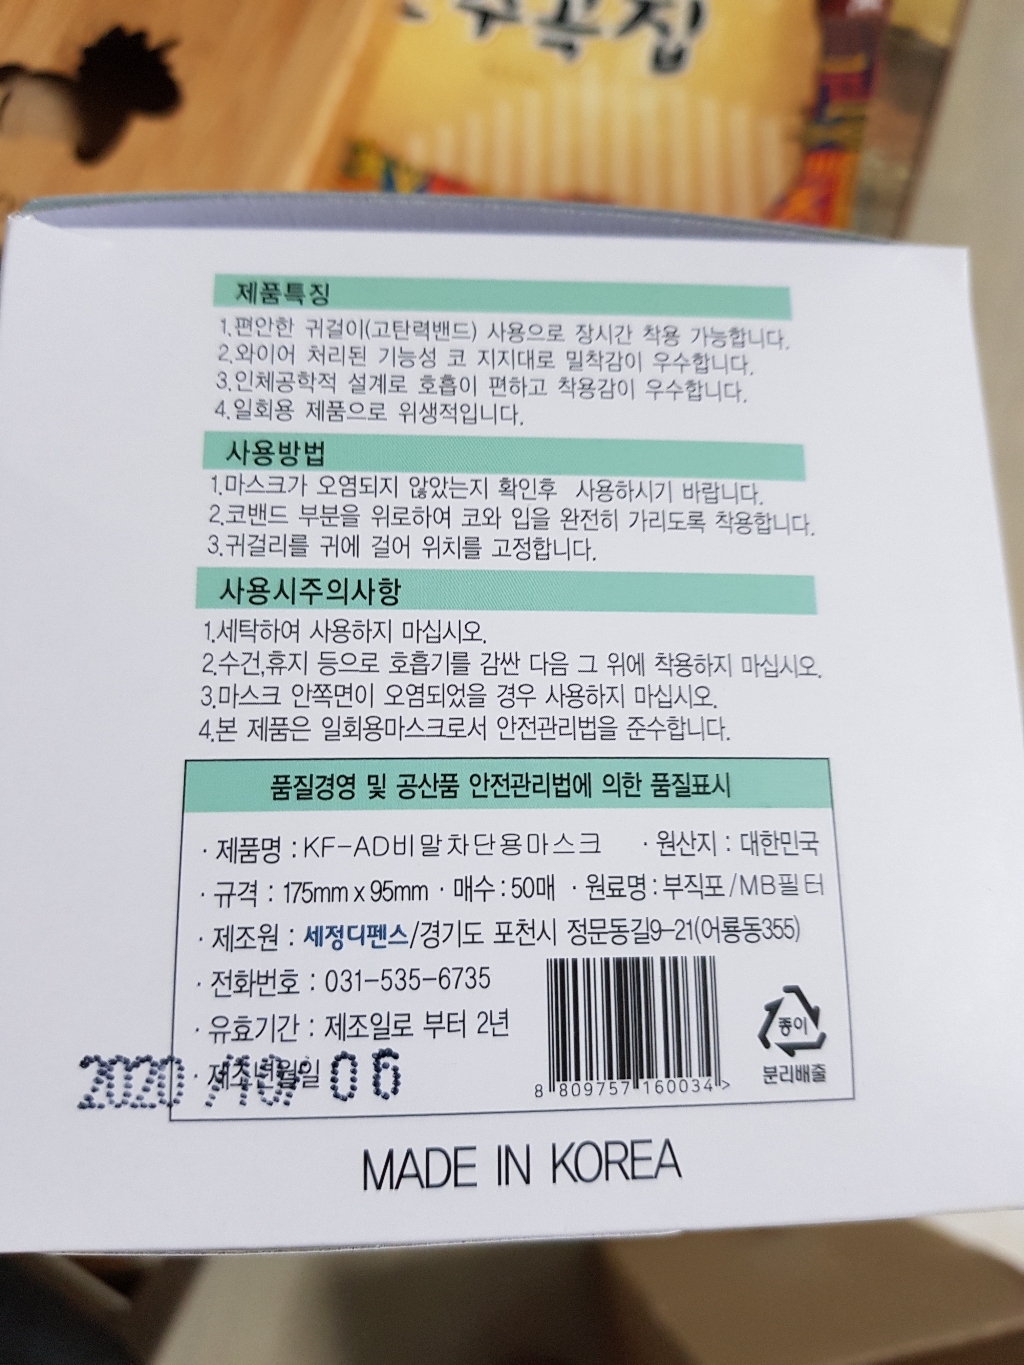 곡집
제품특징
1.편안한 귀걸이(고탄력밴드) 사용으로 장시간 착용 가능합니다.
2.와이어 처리된 기능성 코 지지대로 밀착감이 우수합니다.
3.인체공학적 설계로 호흡이 편하고 착용감이 우수합니다.
4.일회용 제품으로 위생적입니다.
사용방법
1.마스크가 오염되지 않았는지 확인후 사용하시기 바랍니다.
2.코밴드 부분을 위로하여 코와 입을 완전히 가리도록 착용합니다.
3.귀걸리를 귀에 걸어 위치를 고정합니다.
사용시주의사항
1.세탁하여 사용하지 마십시오.
2.수건,휴지 등으로 호흡기를 감싼 다음 그 위에 착용하지 마십시오.
3.마스크 안쪽면이 오염되었을 경우 사용하지 마십시오.
4.본 제품은 일회용마스크로서 안전관리법을 준수합니다.
품질경영 및 공산품 안전관리법에 의한 품질표시
· 제품명 : KF-AD비말차단용마스크 · 원산지 : 대한민국
· 규격 : 175mm x 95mm · 매수 : 50매 · 원료명 : 부직포/MB필터
· 제조원 : 세정디펜스/경기도 포천시 정문동길9-21(어룡동355)
· 전화번호 : 031-535-6735
· 유효기간 : 제조일로 부터 2년
· 제조년월일
2020/10/06
8 809757 160034 >
종이
분리배출
MADE IN KOREA